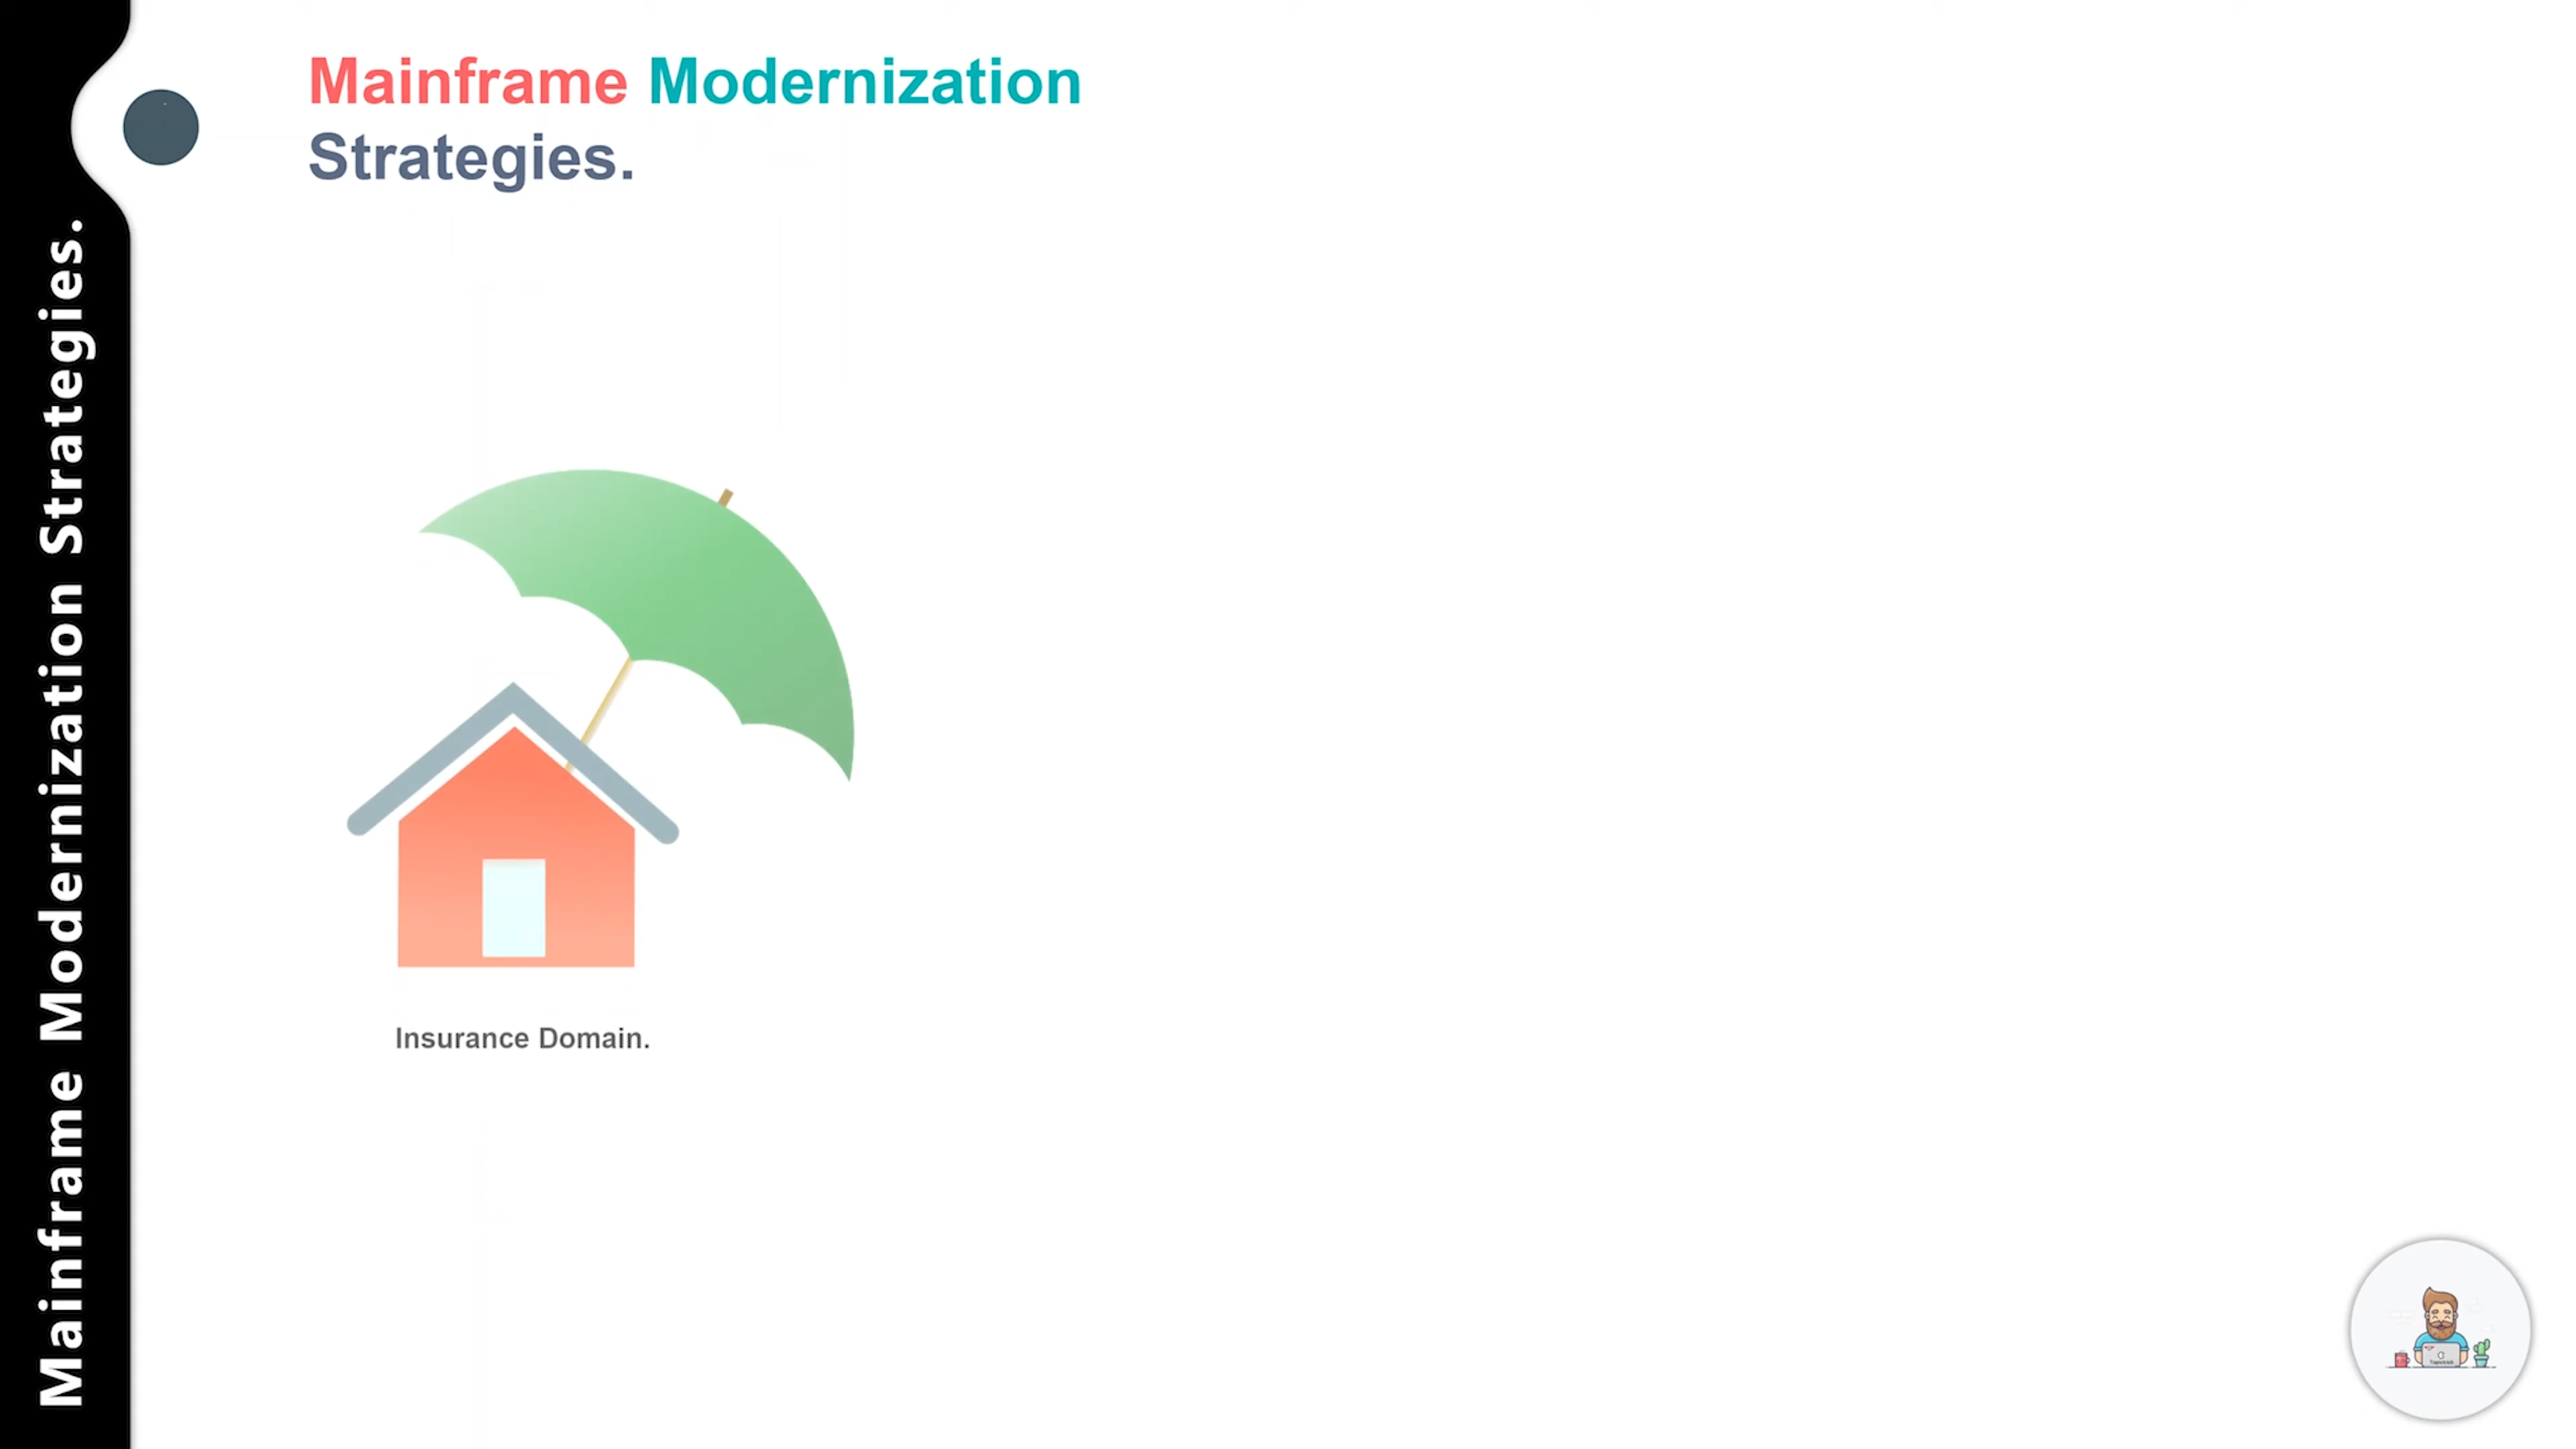 Mainframe Modernization
Strategies.
Mainframe Modernization Strategies.
Insurance Domain.